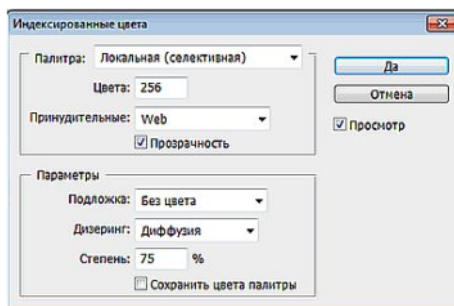 Индексированные цвета
Палитра: Локальная (селективная)
Цвета: 256
Принудительные: Web
Прозрачность
Да
Отмена
Просмотр
Параметры
Подложка: Без цвета
Дизеринг: Диффузия
Степень: 75 %
Сохранить цвета палитры